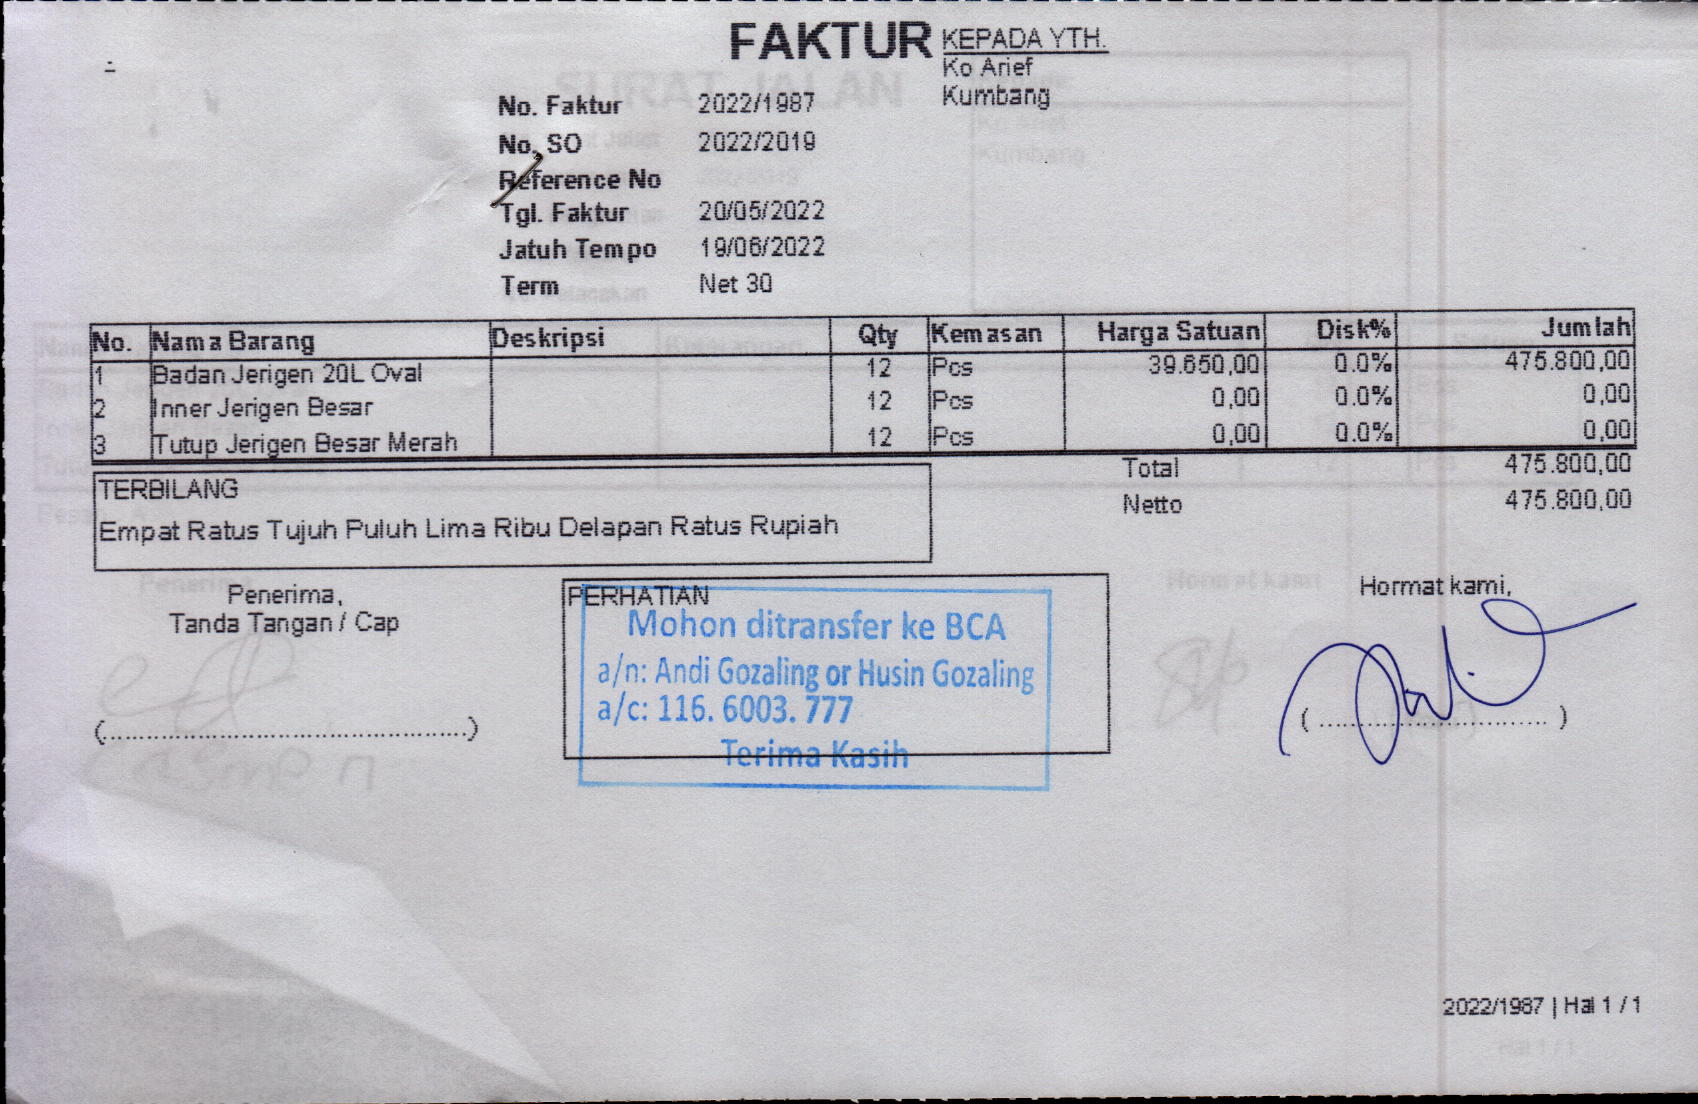 FAKTUR
KEPADA YTH.
Ko Arief
Kumbang
No. Faktur 2022/1987
No. SO 2022/2019
Reference No
Tgl. Faktur 20/05/2022
Jatuh Tempo 19/06/2022
Term Net 30
No. Nama Barang Deskripsi Qty Kemasan Harga Satuan Disk% Jumlah
1 Badan Jerigen 20L Oval 12 Pcs 39.650,00 0.0% 475.800,00
2 Inner Jerigen Besar 12 Pcs 0,00 0.0% 0,00
3 Tutup Jerigen Besar Merah 12 Pcs 0,00 0.0% 0,00
Total 475.800,00
Netto 475.800,00
TERBILANG
Empat Ratus Tujuh Puluh Lima Ribu Delapan Ratus Rupiah
Penerima,
Tanda Tangan / Cap
(...........................................)
PERHATIAN
Mohon ditransfer ke BCA
a/n: Andi Gozaling or Husin Gozaling
a/c: 116. 6003. 777
Terima Kasih
Hormat kami,
(...............................)
2022/1987 | Hal 1 / 1